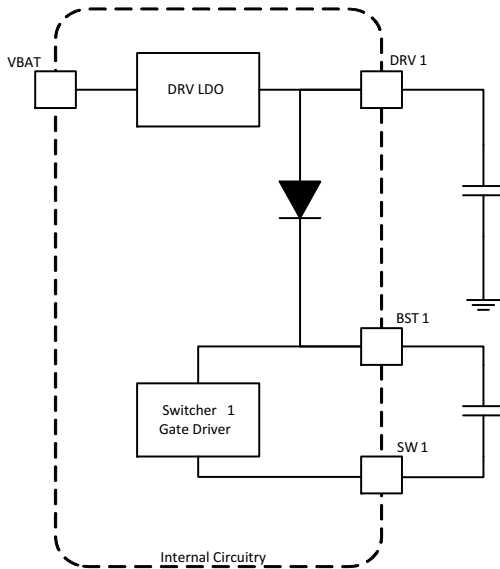 VBAT
DRV LDO
DRV 1
BST 1
Switcher 1
Gate Driver
SW 1
Internal Circuitry